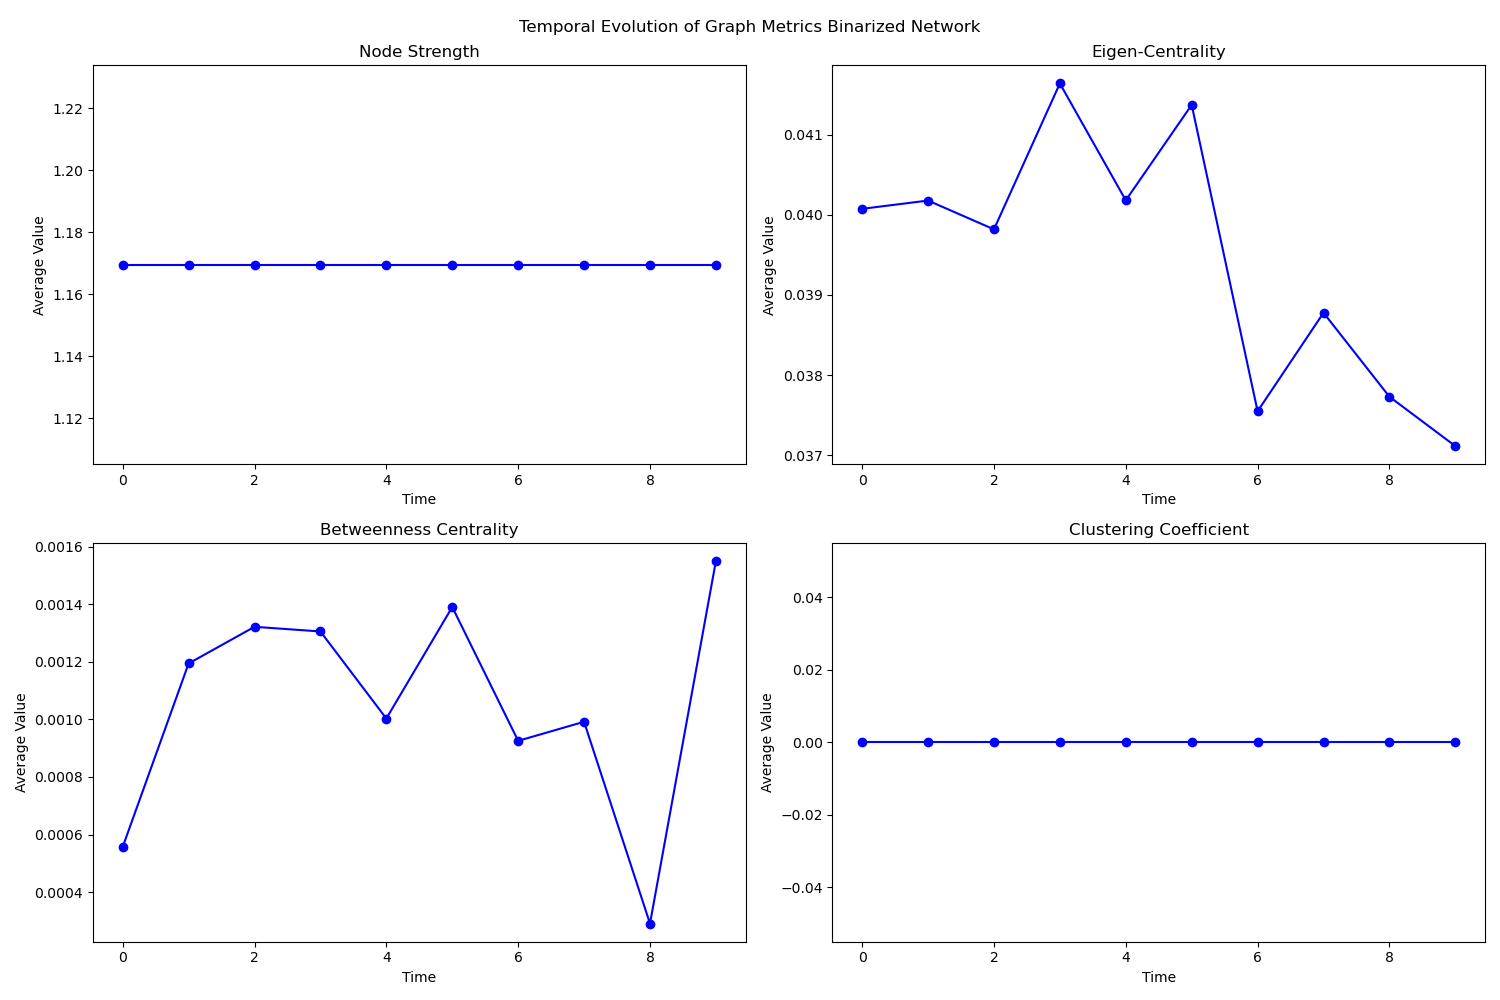 Temporal Evolution of Graph Metrics Binarized Network
Node Strength
1.22
1.20
1.18
1.16
1.14
1.12
Average Value
0 2 4 6 8
Time
Eigen-Centrality
0.041
0.040
0.039
0.038
0.037
Average Value
0 2 4 6 8
Time
Betweenness Centrality
0.0016
0.0014
0.0012
0.0010
0.0008
0.0006
0.0004
Average Value
0 2 4 6 8
Time
Clustering Coefficient
0.04
0.02
0.00
−0.02
−0.04
Average Value
0 2 4 6 8
Time